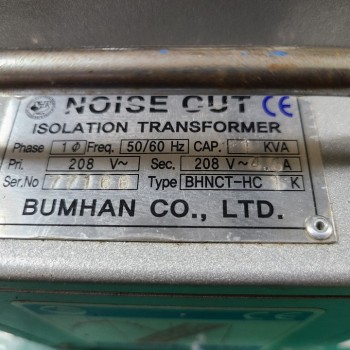 NOISE CUT CE
ISOLATION TRANSFORMER
Phase 1Φ Freq. 50/60 Hz CAP. KVA
Pri. 208 V~ Sec. 208 V~ A
Ser.No Type BHNCT-HC K
BUMHAN CO., LTD.